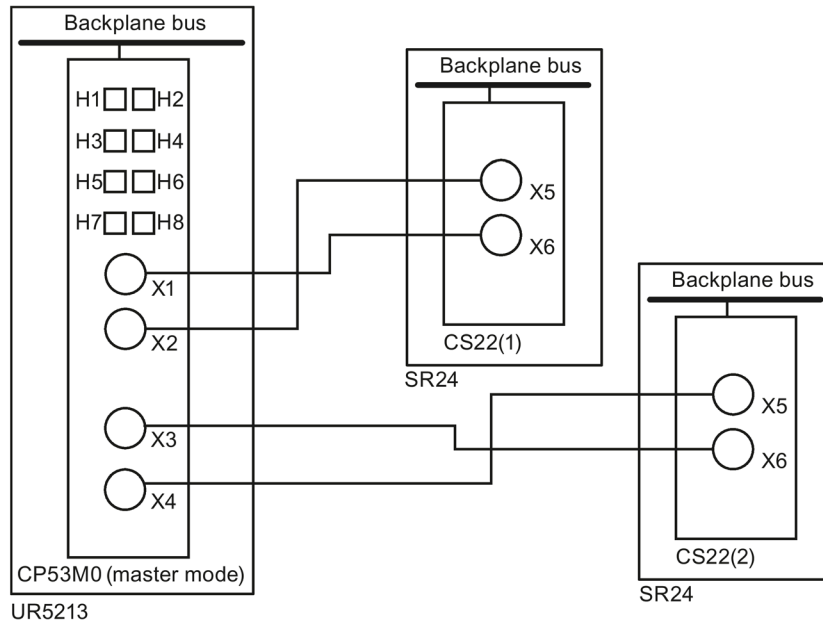 Backplane bus
H1 H2
H3 H4
H5 H6
H7 H8
X1
X2
X3
X4
CP53M0 (master mode)
UR5213
Backplane bus
X5
X6
CS22(1)
SR24
Backplane bus
X5
X6
CS22(2)
SR24